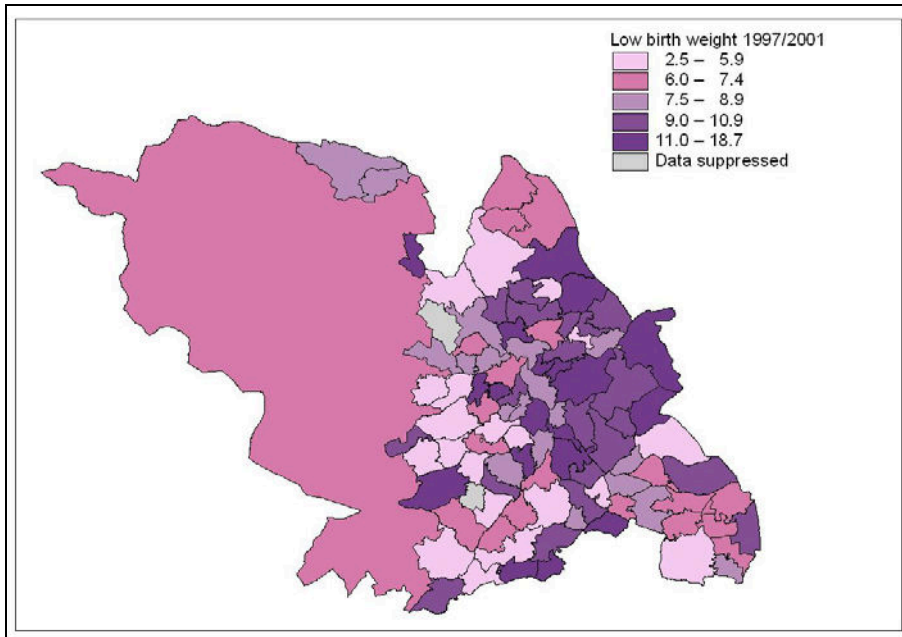 Low birth weight 1997/2001
2.5 – 5.9
6.0 – 7.4
7.5 – 8.9
9.0 – 10.9
11.0 – 18.7
Data suppressed